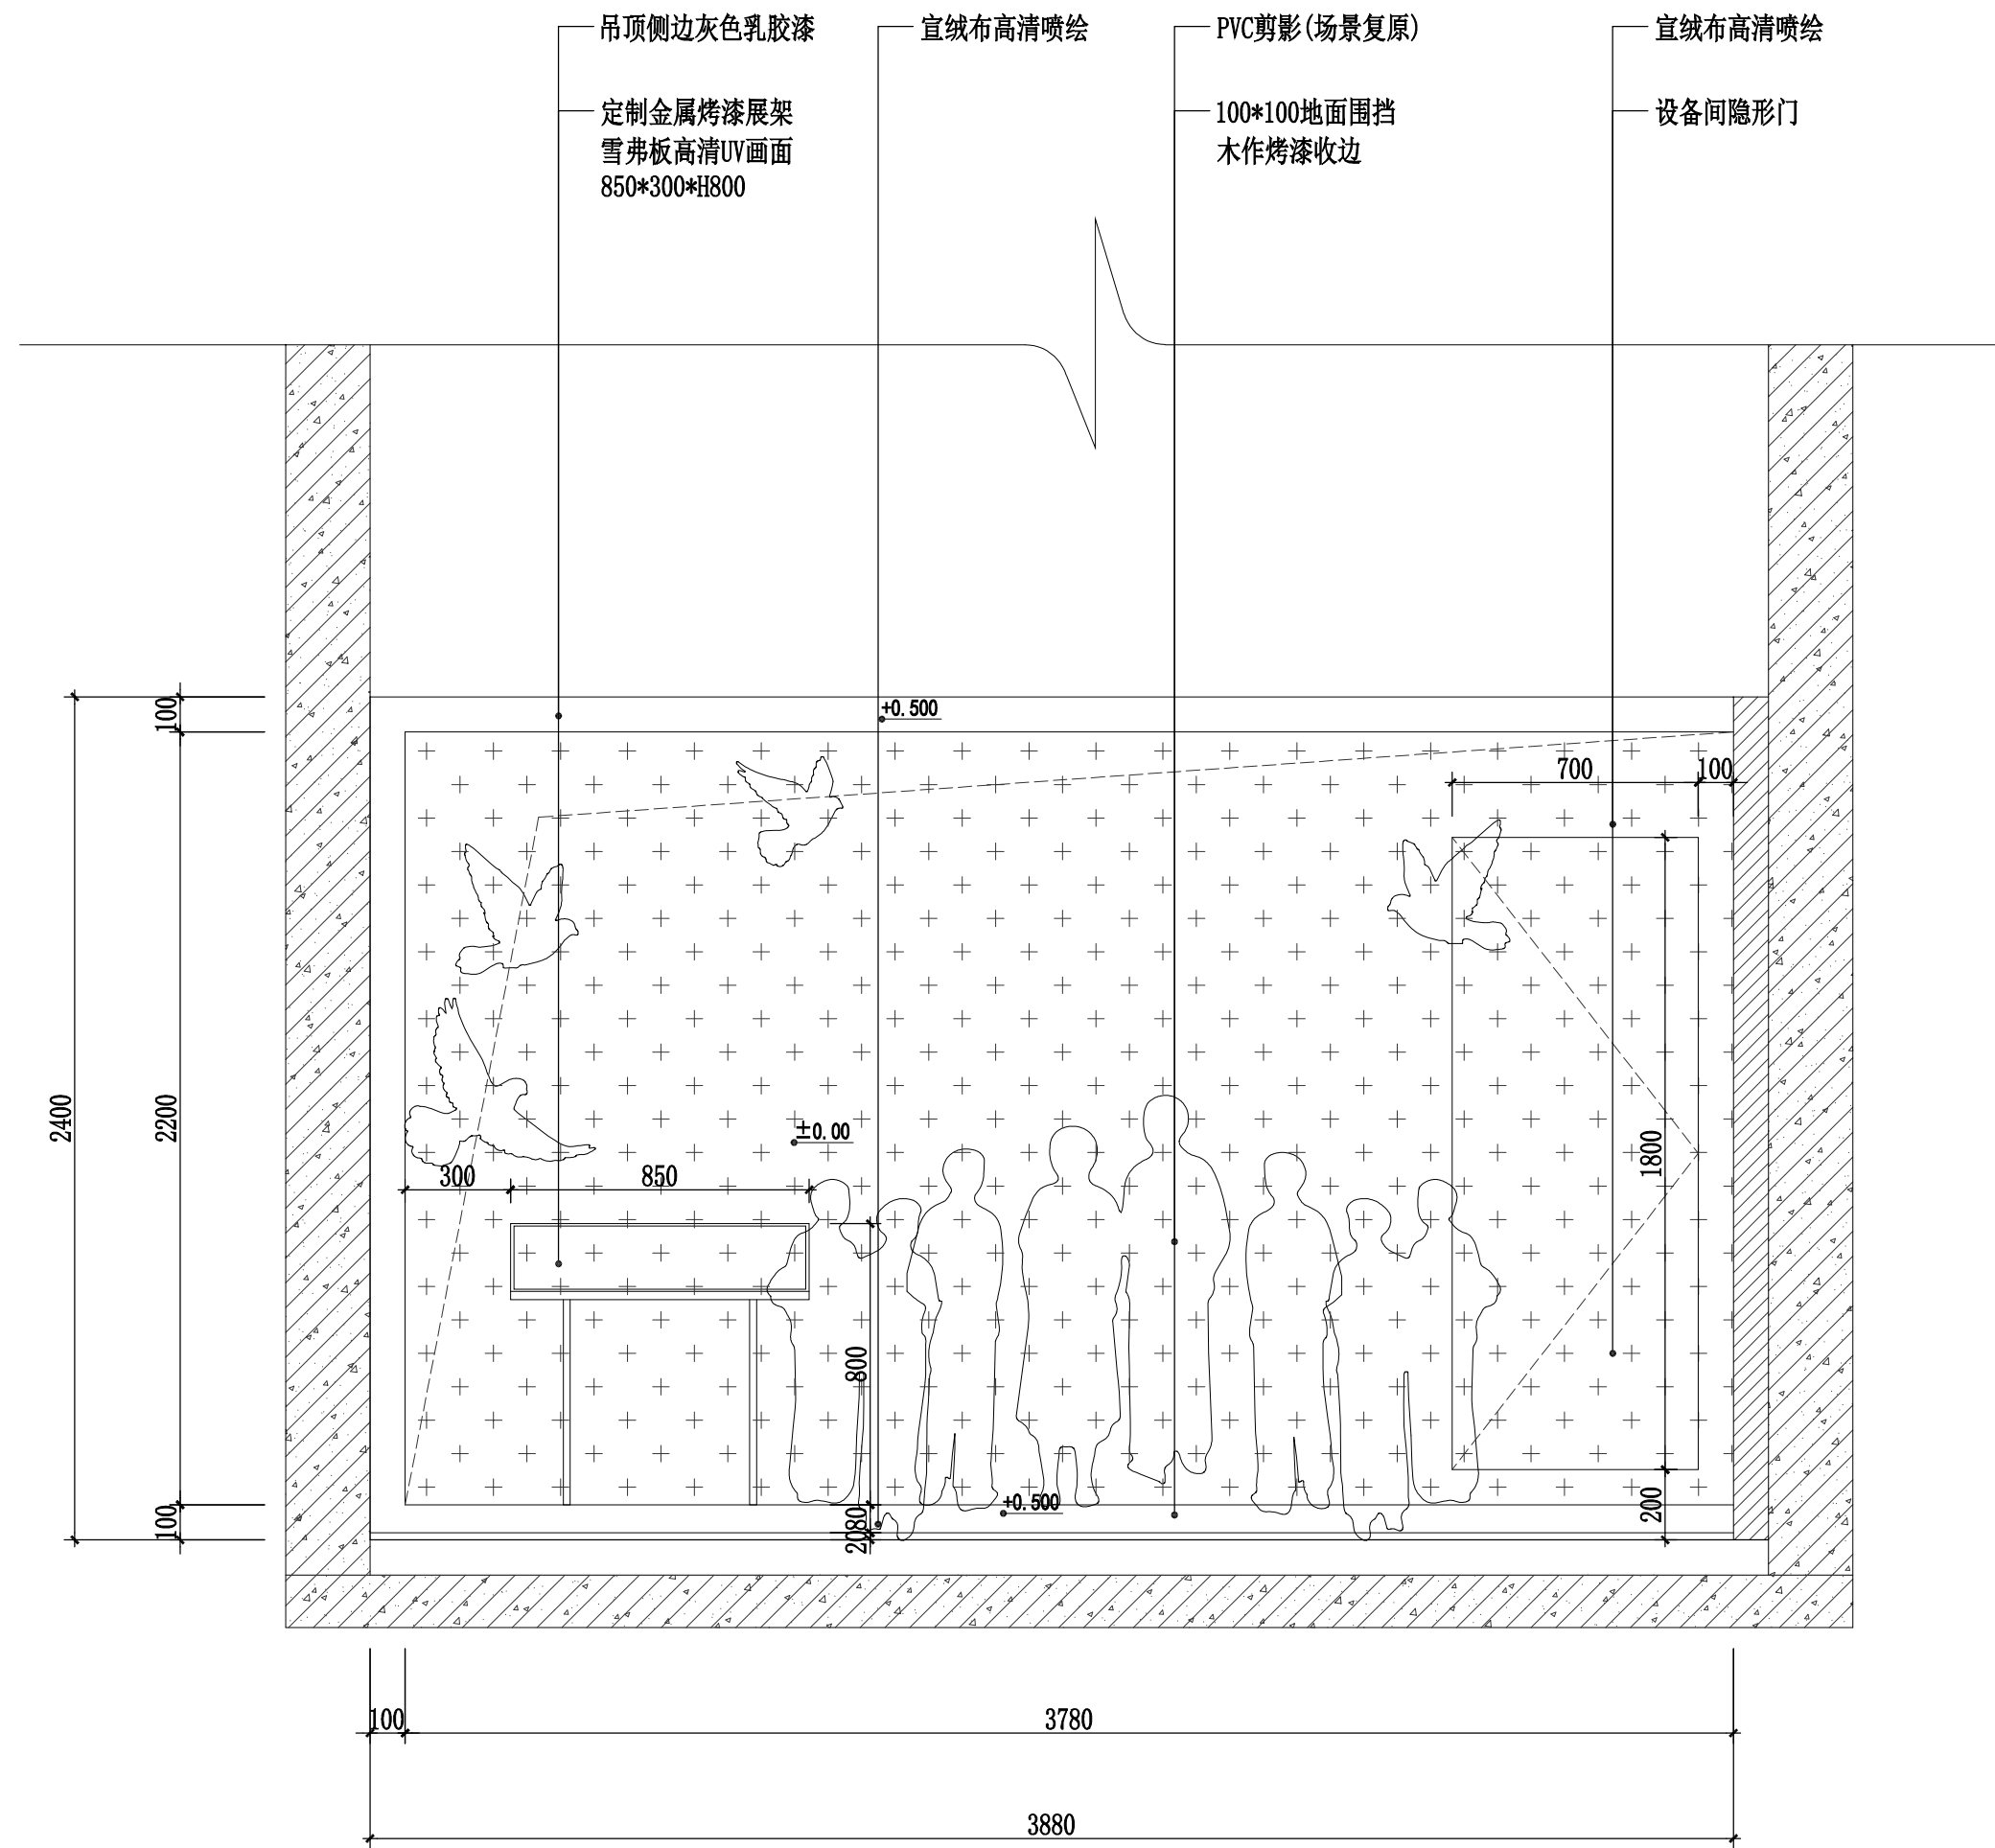 吊顶侧边灰色乳胶漆
宣绒布高清喷绘
PVC剪影(场景复原)
宣绒布高清喷绘
定制金属烤漆展架
雪弗板高清UV画面
850*300*H800
100*100地面围挡
木作烤漆收边
设备间隐形门
100
+0.500
700
100
2400
2200
±0.00
300
850
1800
800
100
2080
+0.500
200
100
3780
3880